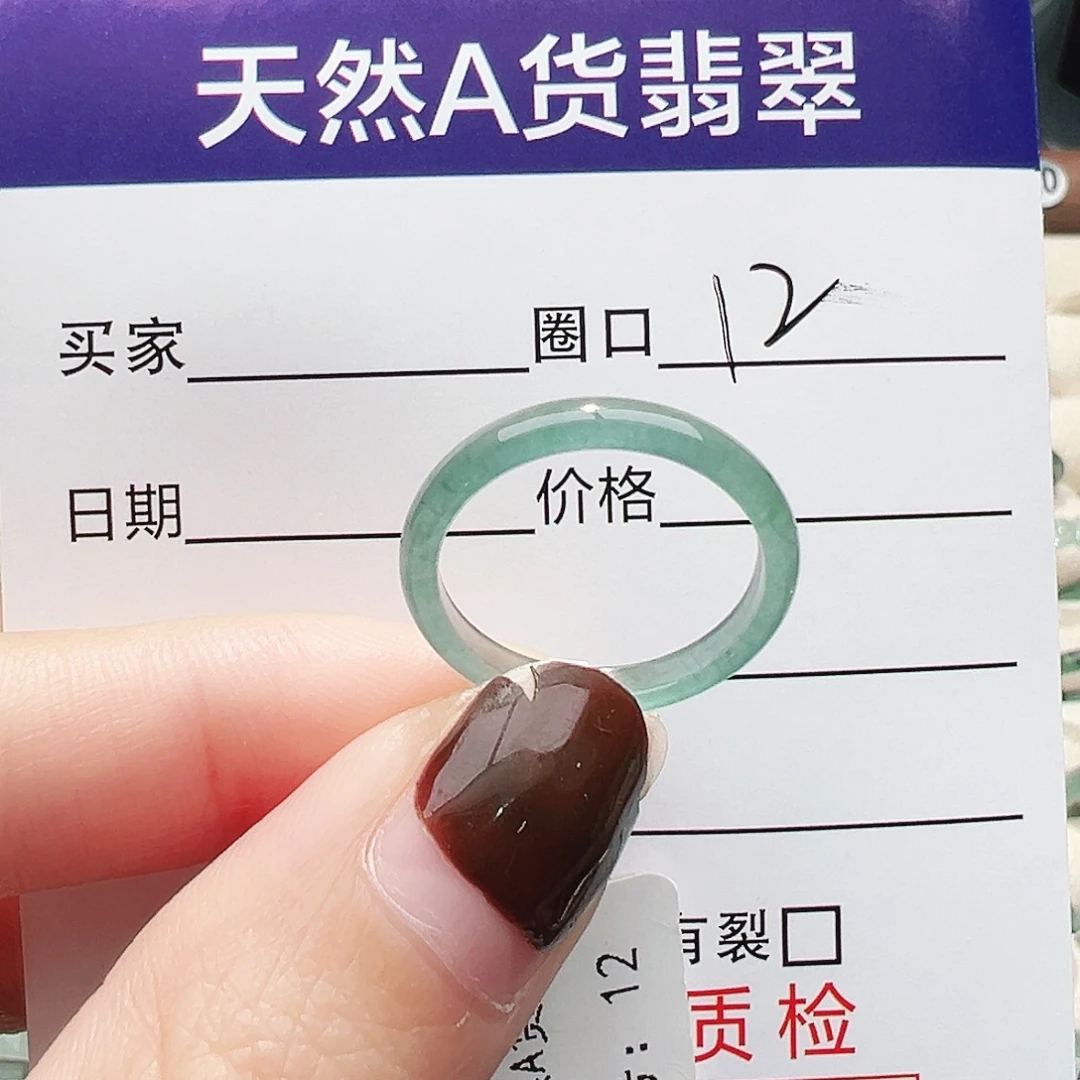 天然A货翡翠
买家 圈口 12
日期 价格
有裂□
质检
12